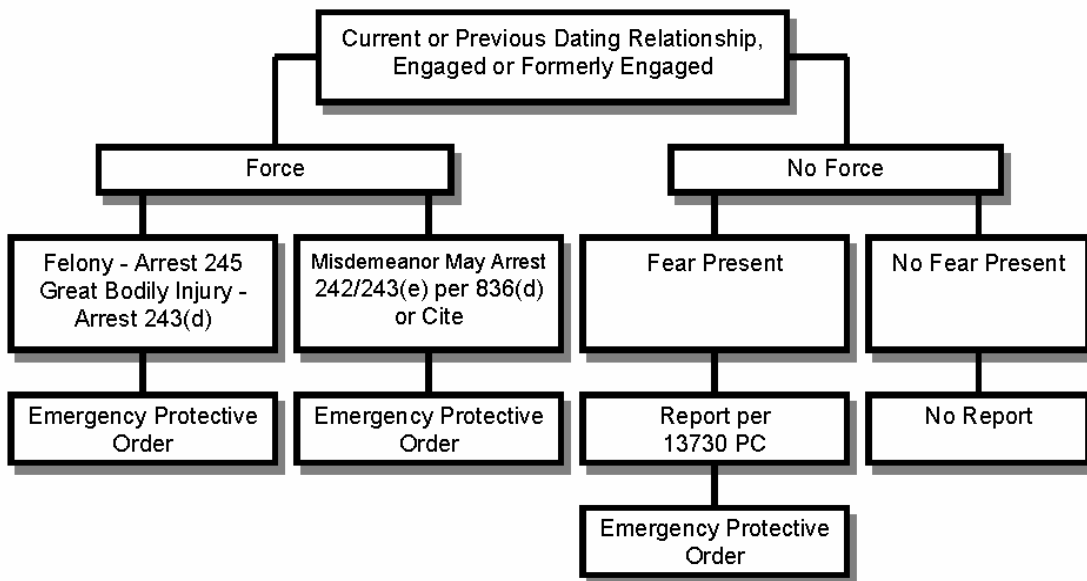 Current or Previous Dating Relationship,
Engaged or Formerly Engaged
Force
No Force
Felony - Arrest 245
Great Bodily Injury -
Arrest 243(d)
Misdemeanor May Arrest
242/243(e) per 836(d)
or Cite
Fear Present
No Fear Present
Emergency Protective
Order
Emergency Protective
Order
Report per
13730 PC
No Report
Emergency Protective
Order